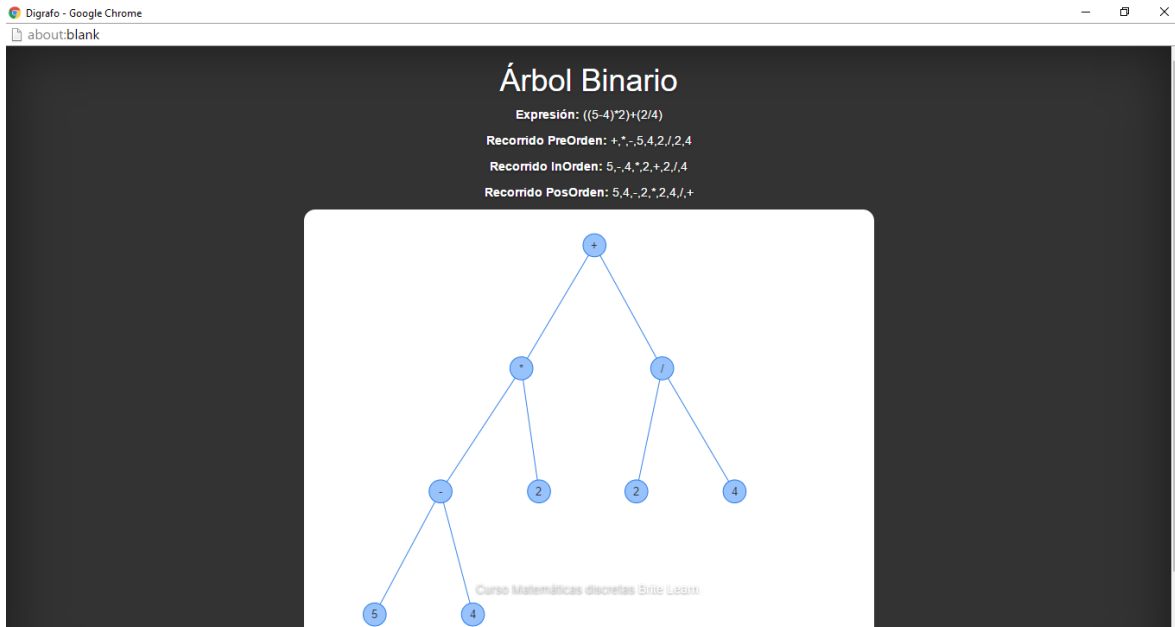 Digrafo - Google Chrome
about:blank
Árbol Binario
Expresión: ((5-4)*2)+(2/4)
Recorrido PreOrden: +,*,-,5,4,2,/,2,4
Recorrido InOrden: 5,-,4,*,2,+,2,/,4
Recorrido PosOrden: 5,4,-,2,*,2,4,/,+
+
* /
- 2 2 4
Curso Matemáticas discretas Brite Learn
5 4